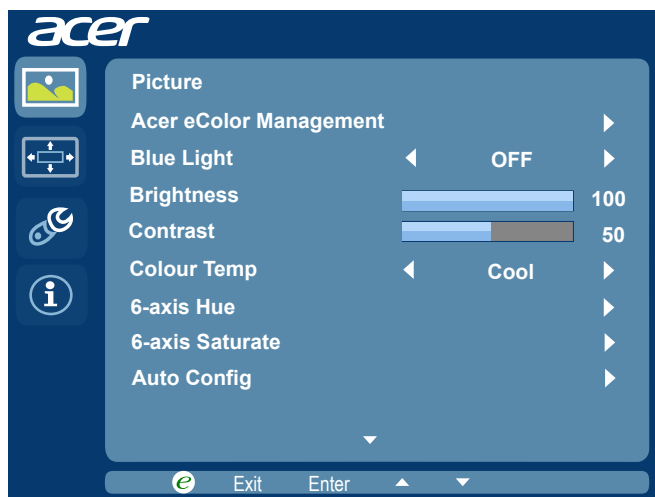 acer
Picture
Acer eColor Management
Blue Light OFF
Brightness 100
Contrast 50
Colour Temp Cool
6-axis Hue
6-axis Saturate
Auto Config
e Exit Enter